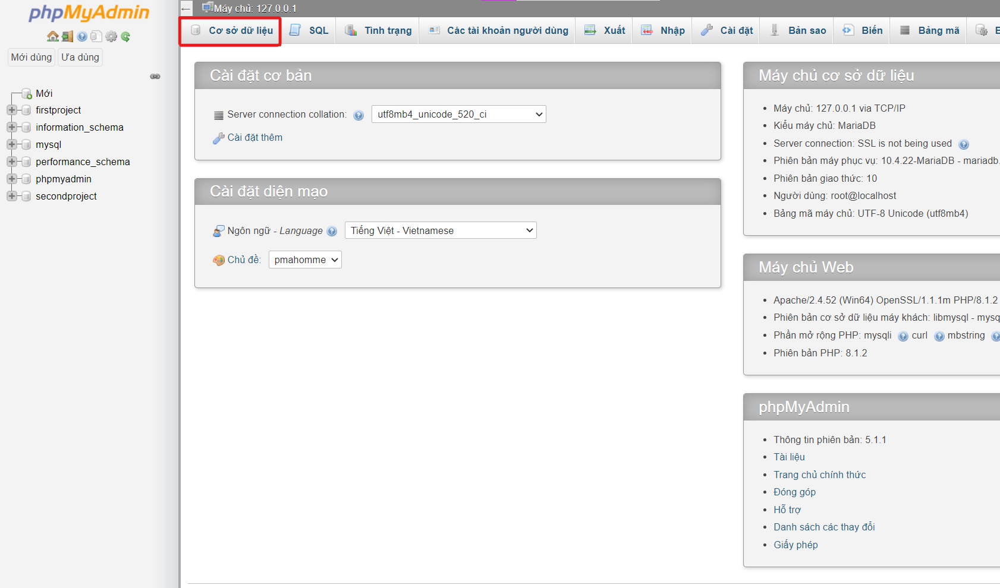 phpMyAdmin
Mới dùng
Ưa dùng
Mới
firstproject
information_schema
mysql
performance_schema
phpmyadmin
secondproject
Máy chủ: 127.0.0.1
Cơ sở dữ liệu
SQL
Tình trạng
Các tài khoản người dùng
Xuất
Nhập
Cài đặt
Bản sao
Biến
Bảng mã
Cài đặt cơ bản
Server connection collation:
utf8mb4_unicode_520_ci
Cài đặt thêm
Cài đặt diện mạo
Ngôn ngữ - Language
Tiếng Việt - Vietnamese
Chủ đề:
pmahomme
Máy chủ cơ sở dữ liệu
Máy chủ: 127.0.0.1 via TCP/IP
Kiểu máy chủ: MariaDB
Server connection: SSL is not being used
Phiên bản máy phục vụ: 10.4.22-MariaDB - mariadb.
Phiên bản giao thức: 10
Người dùng: root@localhost
Bảng mã máy chủ: UTF-8 Unicode (utf8mb4)
Máy chủ Web
Apache/2.4.52 (Win64) OpenSSL/1.1.1m PHP/8.1.2
Phiên bản cơ sở dữ liệu máy khách: libmysql - mysq
Phần mở rộng PHP: mysqli curl mbstring
Phiên bản PHP: 8.1.2
phpMyAdmin
Thông tin phiên bản: 5.1.1
Tài liệu
Trang chủ chính thức
Đóng góp
Hỗ trợ
Danh sách các thay đổi
Giấy phép